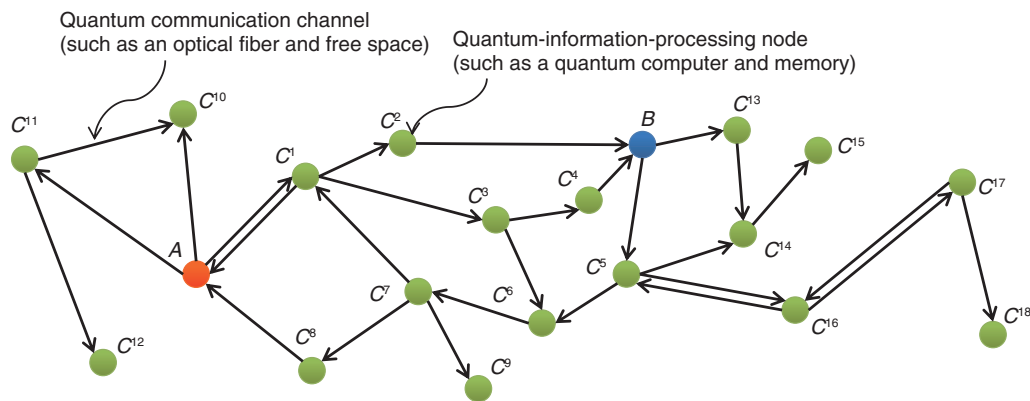 Quantum communication channel
(such as an optical fiber and free space)
Quantum-information-processing node
(such as a quantum computer and memory)
C¹¹
C¹⁰
C²
B
C¹³
C¹⁵
C¹
C⁴
C³
C¹⁷
A
C¹⁴
C⁵
C⁷
C⁶
C¹⁶
C¹⁸
C¹²
C⁸
C⁹